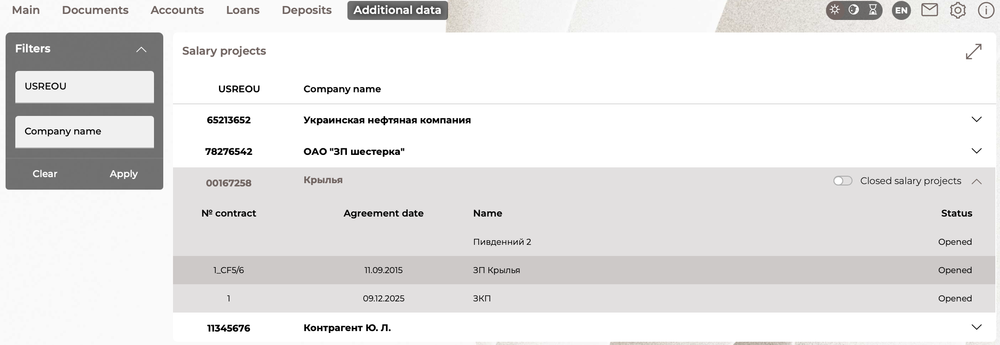 Main Documents Accounts Loans Deposits Additional data EN
Filters
USREOU
Company name
Clear Apply
Salary projects
USREOU Company name
65213652 Украинская нефтяная компания
78276542 ОАО "ЗП шестерка"
00167258 Крылья Closed salary projects
№ contract Agreement date Name Status
Пивденний 2 Opened
1_CF5/6 11.09.2015 ЗП Крылья Opened
1 09.12.2025 ЗКП Opened
11345676 Контрагент Ю. Л.